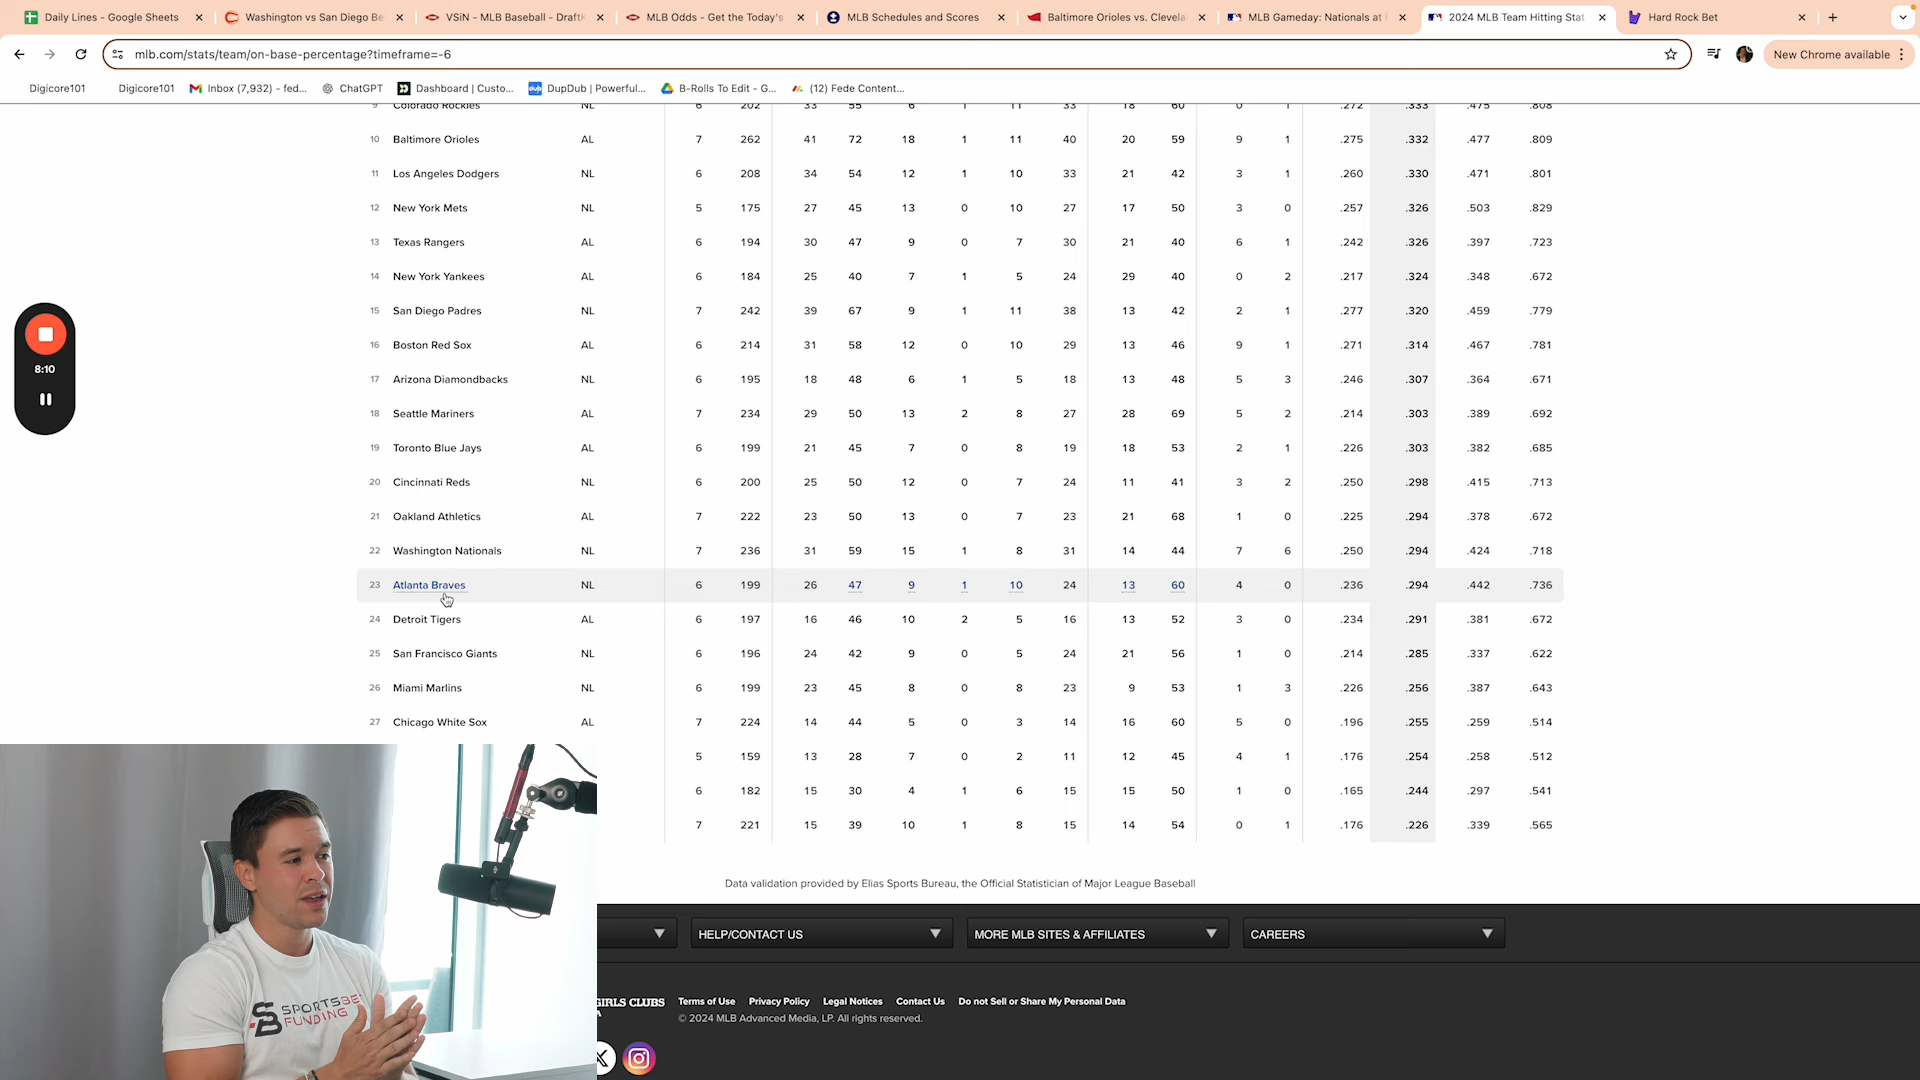 Daily Lines - Google Sheets
Washington vs San Diego Be
VSiN - MLB Baseball - Draftk
MLB Odds - Get the Today's
MLB Schedules and Scores
Baltimore Orioles vs. Clevela
MLB Gameday: Nationals at
2024 MLB Team Hitting Stat
Hard Rock Bet
mlb.com/stats/team/on-base-percentage?timeframe=-6
New Chrome available
Digicore101 Digicore101 Inbox (7,932) - fed... ChatGPT Dashboard | Custo... DupDub | Powerful... B-Rolls To Edit - G... (12) Fede Content...
9 Colorado Rockies NL 6 202 33 55 6 1 11 33 18 60 0 1 .272 .333 .475 .808
10 Baltimore Orioles AL 7 262 41 72 18 1 11 40 20 59 9 1 .275 .332 .477 .809
11 Los Angeles Dodgers NL 6 208 34 54 12 1 10 33 21 42 3 1 .260 .330 .471 .801
12 New York Mets NL 5 175 27 45 13 0 10 27 17 50 3 0 .257 .326 .503 .829
13 Texas Rangers AL 6 194 30 47 9 0 7 30 21 40 6 1 .242 .326 .397 .723
14 New York Yankees AL 6 184 25 40 7 1 5 24 29 40 0 2 .217 .324 .348 .672
15 San Diego Padres NL 7 242 39 67 9 1 11 38 13 42 2 1 .277 .320 .459 .779
16 Boston Red Sox AL 6 214 31 58 12 0 10 29 13 46 9 1 .271 .314 .467 .781
17 Arizona Diamondbacks NL 6 195 18 48 6 1 5 18 13 48 5 3 .246 .307 .364 .671
18 Seattle Mariners AL 7 234 29 50 13 2 8 27 28 69 5 2 .214 .303 .389 .692
19 Toronto Blue Jays AL 6 199 21 45 7 0 8 19 18 53 2 1 .226 .303 .382 .685
20 Cincinnati Reds NL 6 200 25 50 12 0 7 24 11 41 3 2 .250 .298 .415 .713
21 Oakland Athletics AL 7 222 23 50 13 0 7 23 21 68 1 0 .225 .294 .378 .672
22 Washington Nationals NL 7 236 31 59 15 1 8 31 14 44 7 6 .250 .294 .424 .718
23 Atlanta Braves NL 6 199 26 47 9 1 10 24 13 60 4 0 .236 .294 .442 .736
24 Detroit Tigers AL 6 197 16 46 10 2 5 16 13 52 3 0 .234 .291 .381 .672
25 San Francisco Giants NL 6 196 24 42 9 0 5 24 21 56 1 0 .214 .285 .337 .622
26 Miami Marlins NL 6 199 23 45 8 0 8 23 9 53 1 3 .226 .256 .387 .643
27 Chicago White Sox AL 7 224 14 44 5 0 3 14 16 60 5 0 .196 .255 .259 .514
5 159 13 28 7 0 2 11 12 45 4 1 .176 .254 .258 .512
6 182 15 30 4 1 6 15 15 50 1 0 .165 .244 .297 .541
7 221 15 39 10 1 8 15 14 54 0 1 .176 .226 .339 .565
8:10
Data validation provided by Elias Sports Bureau, the Official Statistician of Major League Baseball
HELP/CONTACT US MORE MLB SITES & AFFILIATES CAREERS
GIRLS CLUBS Terms of Use Privacy Policy Legal Notices Contact Us Do not Sell or Share My Personal Data
© 2024 MLB Advanced Media, LP. All rights reserved.
SPORTSBE
FUNDING